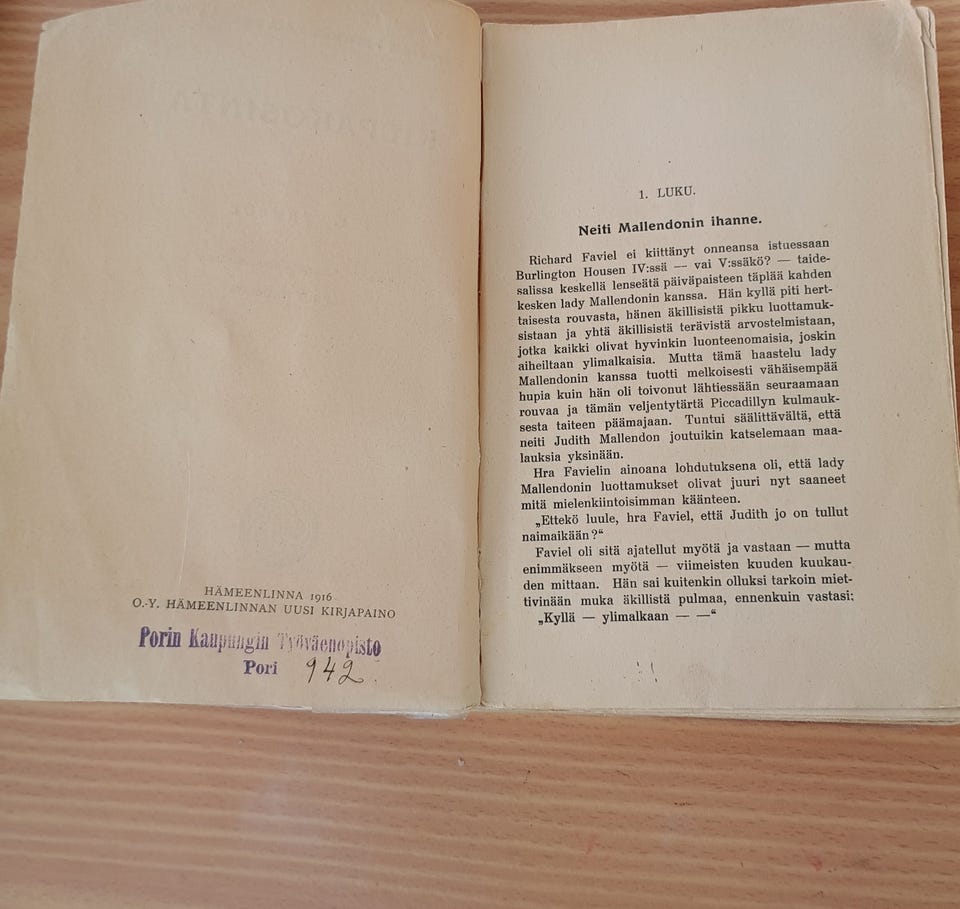 HÄMEENLINNA 1916
O.-Y. HÄMEENLINNAN UUSI KIRJAPAINO
Porin Kaupungin Työväenopisto
Pori 942
1. LUKU.
Neiti Mallendonin ihanne.
Richard Faviel ei kiittänyt onneansa istuessaan
Burlington Housen IV:ssä — vai V:ssäkö? — taide-
salissa keskellä lenseätä päiväpaisteen täplää kahden
kesken lady Mallendonin kanssa. Hän kyllä piti hert-
taisesta rouvasta, hänen äkillisistä pikku luottamuk-
sistaan ja yhtä äkillisistä terävistä arvostelmistaan,
jotka kaikki olivat hyvinkin luonteenomaisia, joskin
aiheiltaan ylimalkaisia. Mutta tämä haastelu lady
Mallendonin kanssa tuotti melkoisesti vähäisempää
hupia kuin hän oli toivonut lähtiessään seuraamaan
rouvaa ja tämän veljentytärtä Piccadillyn kulmauk-
sesta taiteen päämajaan. Tuntui säälittävältä, että
neiti Judith Mallendon joutuikin katselemaan maa-
lauksia yksinään.
Hra Favielin ainoana lohdutuksena oli, että lady
Mallendonin luottamukset olivat juuri nyt saaneet
mitä mielenkiintoisimman käänteen.
„Ettekö luule, hra Faviel, että Judith jo on tullut
naimaikään?“
Faviel oli sitä ajatellut myötä ja vastaan — mutta
enimmäkseen myötä — viimeisten kuuden kuukau-
den mittaan. Hän sai kuitenkin olluksi tarkoin miet-
tivinään muka äkillistä pulmaa, ennenkuin vastasi:
„Kyllä — ylimalkaan — —“